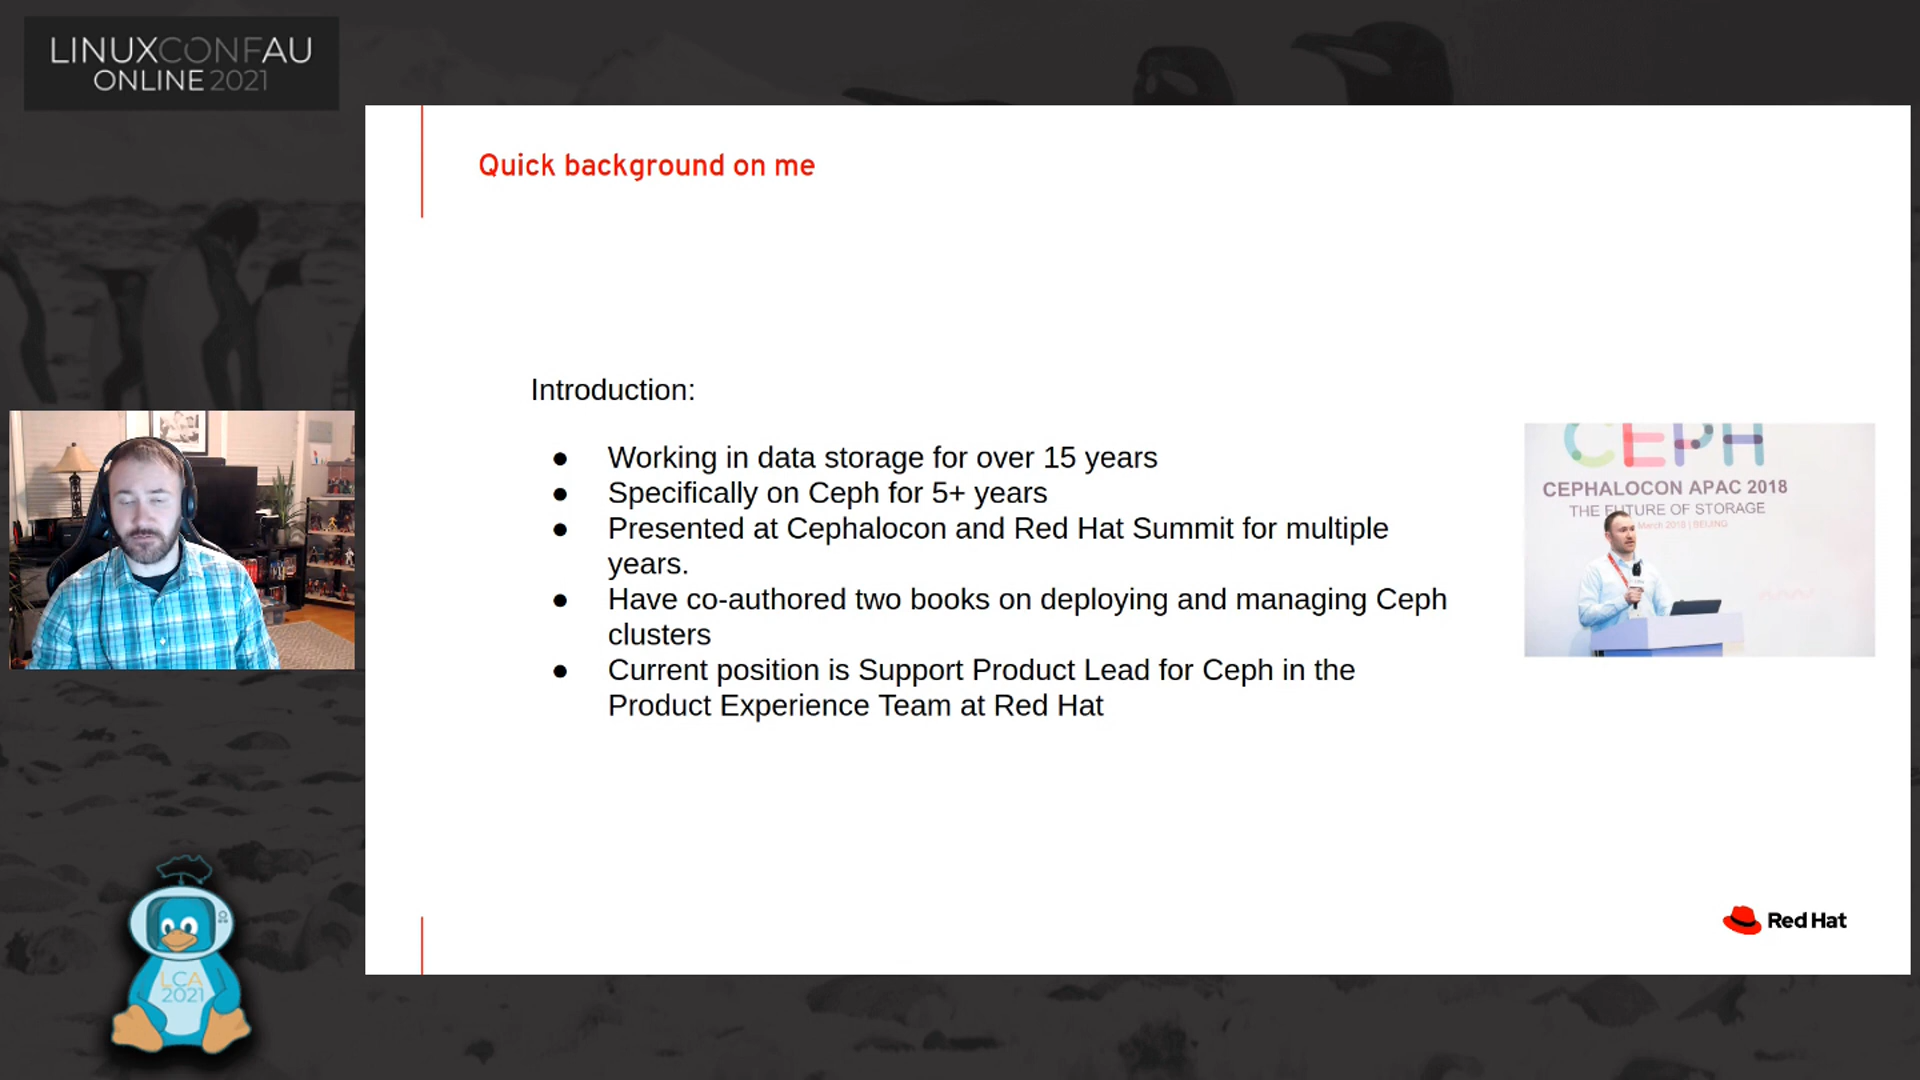 LINUXCONFAU
ONLINE 2021
Quick background on me
Introduction:
● Working in data storage for over 15 years
● Specifically on Ceph for 5+ years
● Presented at Cephalocon and Red Hat Summit for multiple
years.
● Have co-authored two books on deploying and managing Ceph
clusters
● Current position is Support Product Lead for Ceph in the
Product Experience Team at Red Hat
CEPH
CEPHALOCON APAC 2018
THE FUTURE OF STORAGE
March 2018 | BEIJING
Red Hat
LCA
2021